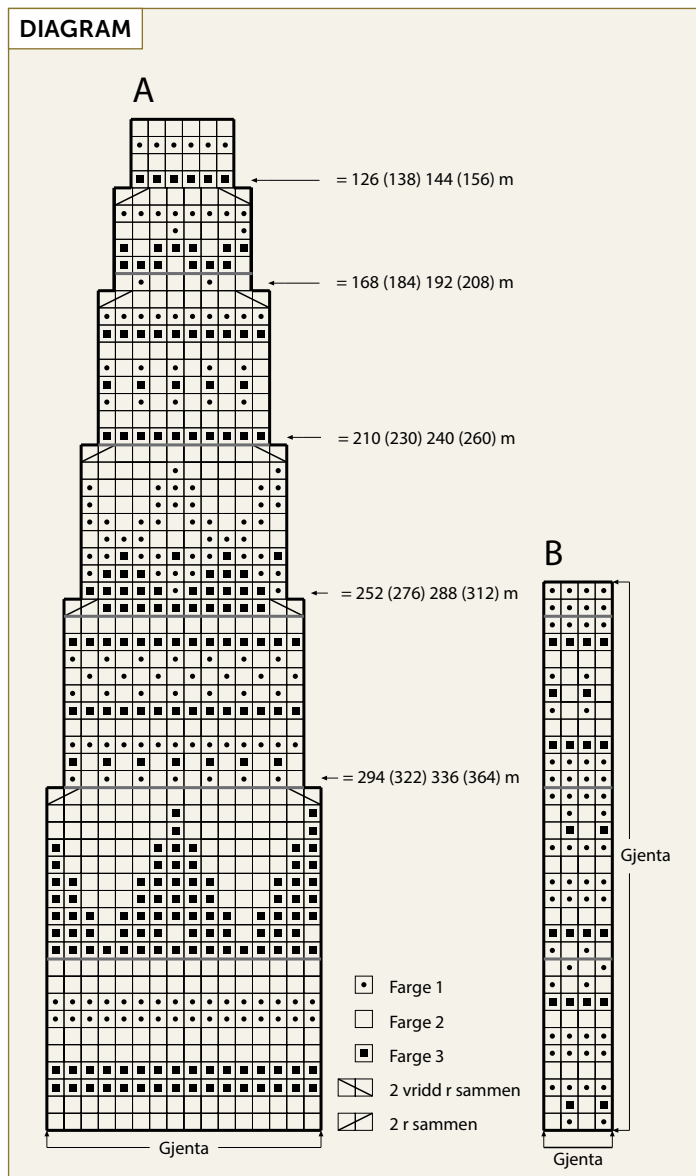 DIAGRAM
A
= 126 (138) 144 (156) m
= 168 (184) 192 (208) m
= 210 (230) 240 (260) m
B
= 252 (276) 288 (312) m
= 294 (322) 336 (364) m
Gjenta
Farge 1
Farge 2
Farge 3
2 vridd r sammen
2 r sammen
Gjenta
Gjenta